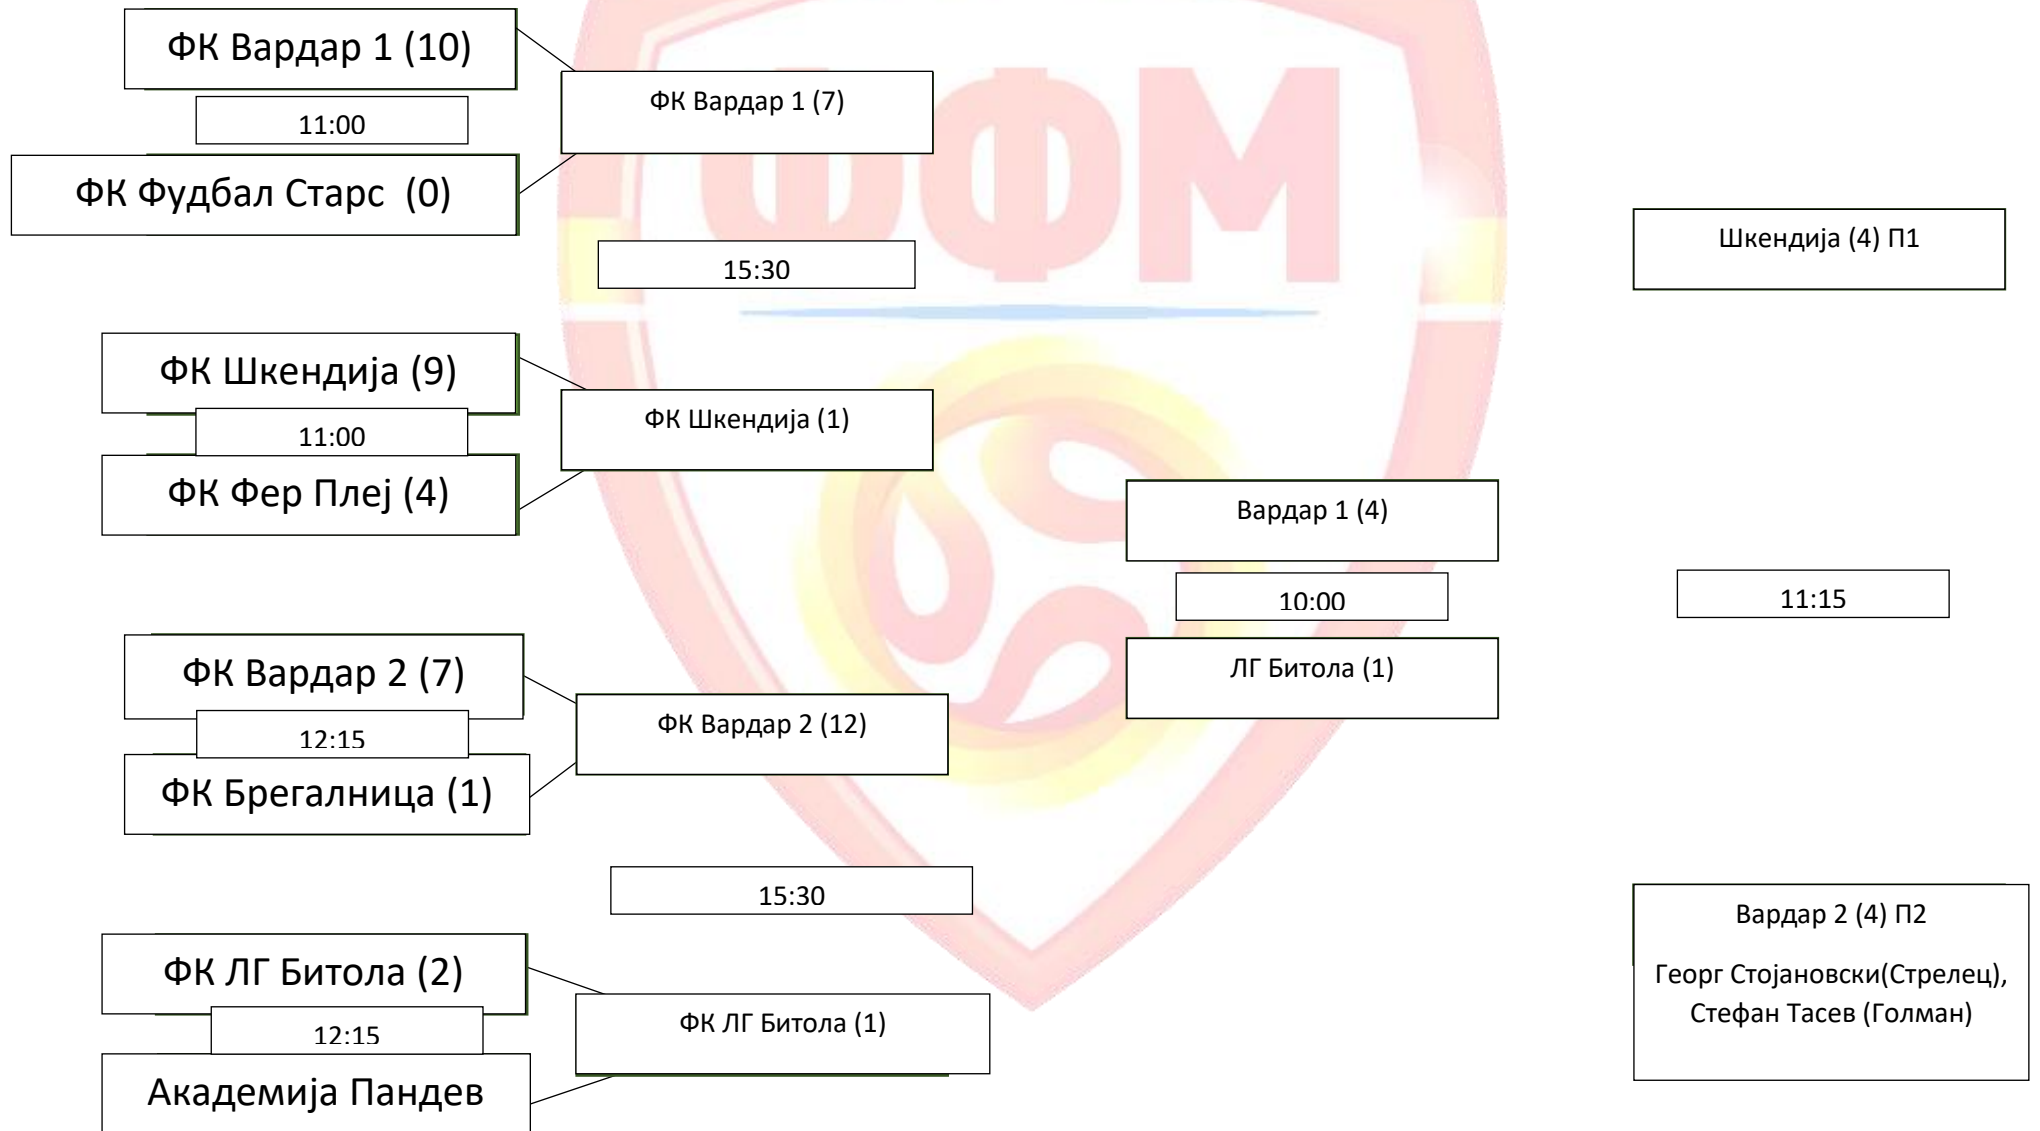 ФК Вардар 1 (10)
11:00
ФК Фудбал Старс (0)
ФК Вардар 1 (7)
15:30
ФК Шкендија (9)
11:00
ФК Фер Плеј (4)
ФК Шкендија (1)
ФК Вардар 2 (7)
12:15
ФК Брегалница (1)
ФК Вардар 2 (12)
15:30
ФК ЛГ Битола (2)
12:15
Академија Пандев
ФК ЛГ Битола (1)
Вардар 1 (4)
10:00
ЛГ Битола (1)
Шкендија (4) П1
11:15
Вардар 2 (4) П2
Георг Стојановски(Стрелец),
Стефан Тасев (Голман)
ФФМ